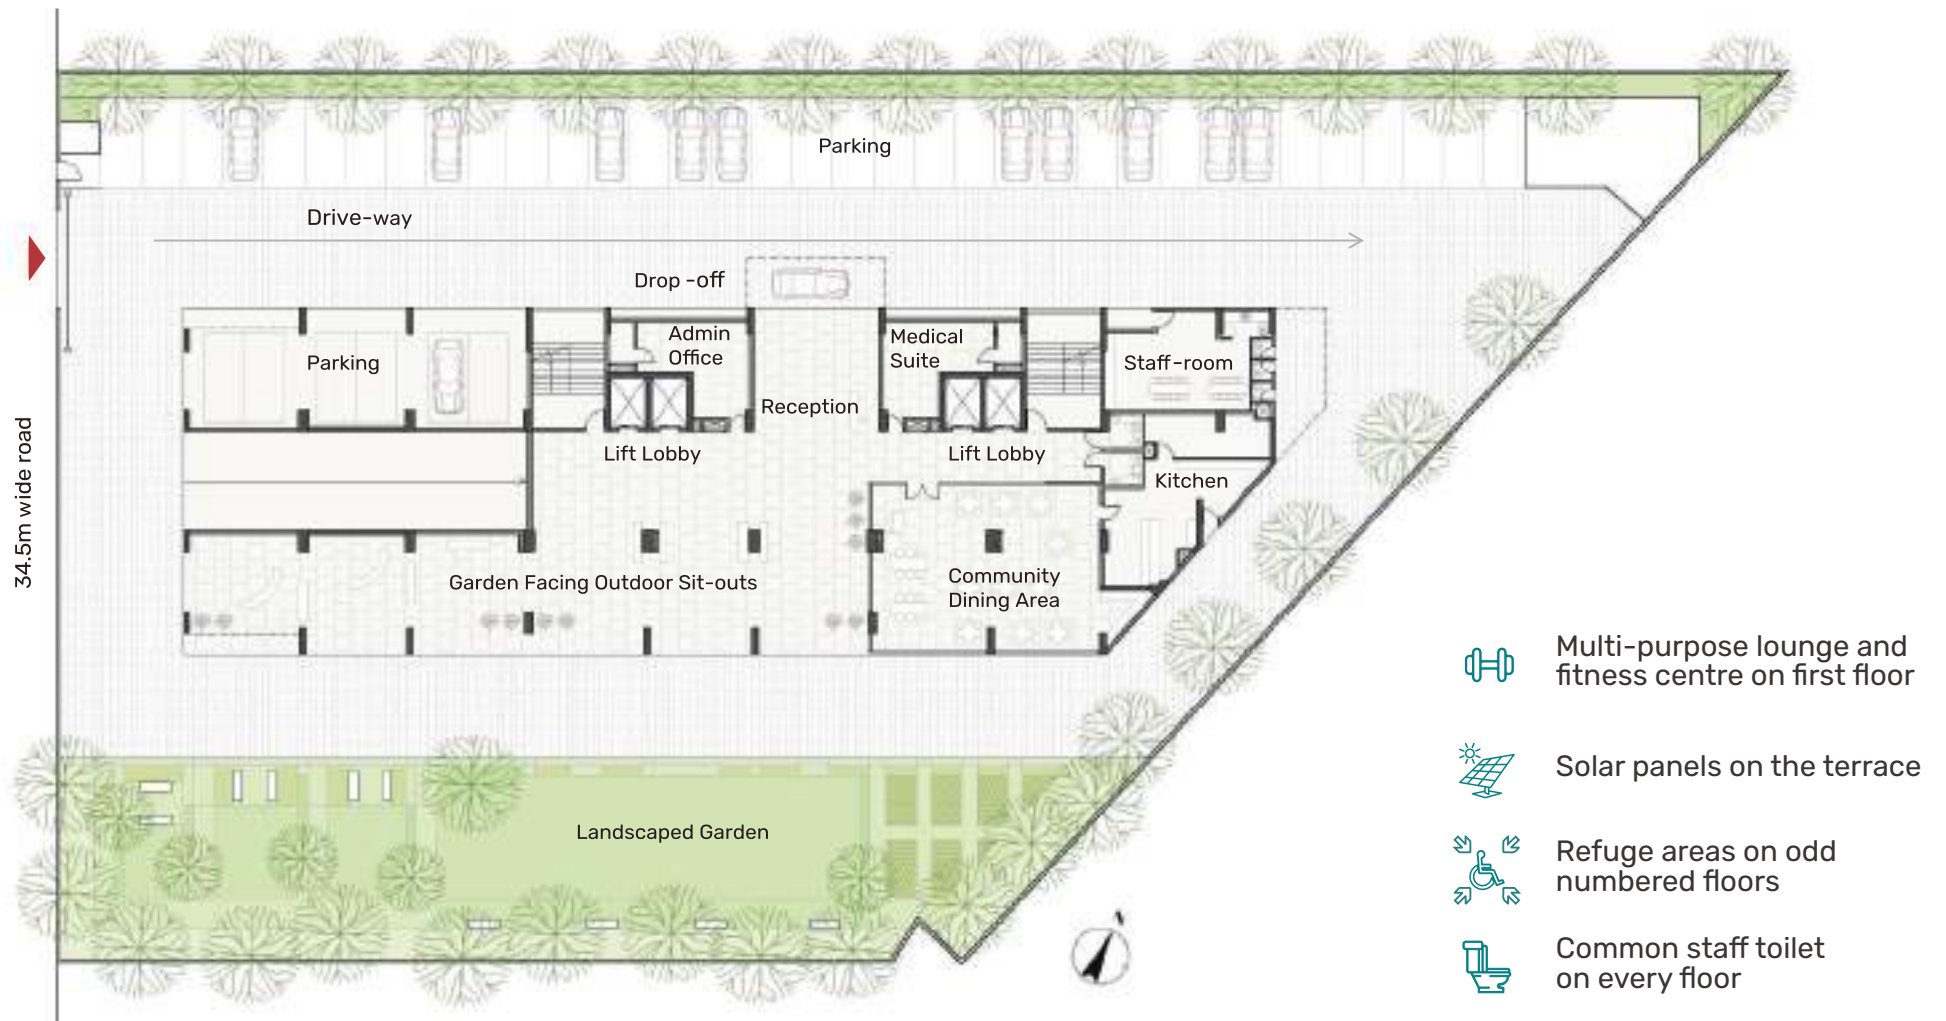 Parking
Drive-way
Drop -off
Admin
Office
Medical
Suite
Parking
Staff-room
Reception
Lift Lobby
Lift Lobby
Kitchen
34.5m wide road
Garden Facing Outdoor Sit-outs
Community
Dining Area
Landscaped Garden
Multi-purpose lounge and
fitness centre on first floor
Solar panels on the terrace
Refuge areas on odd
numbered floors
Common staff toilet
on every floor